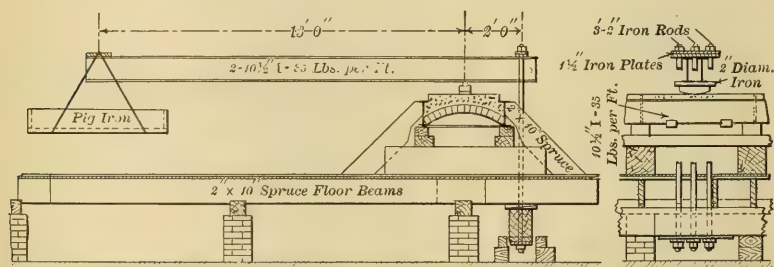 13'-0"
2'-0"
2-10½" I-35 Lbs. per Ft.
Pig Iron
2" x 10" Spruce
2" x 10" Spruce Floor Beams
3'-2" Iron Rods
1½" Iron Plates
2" Diam.
Iron
10½" I-35
Lbs. per Ft.